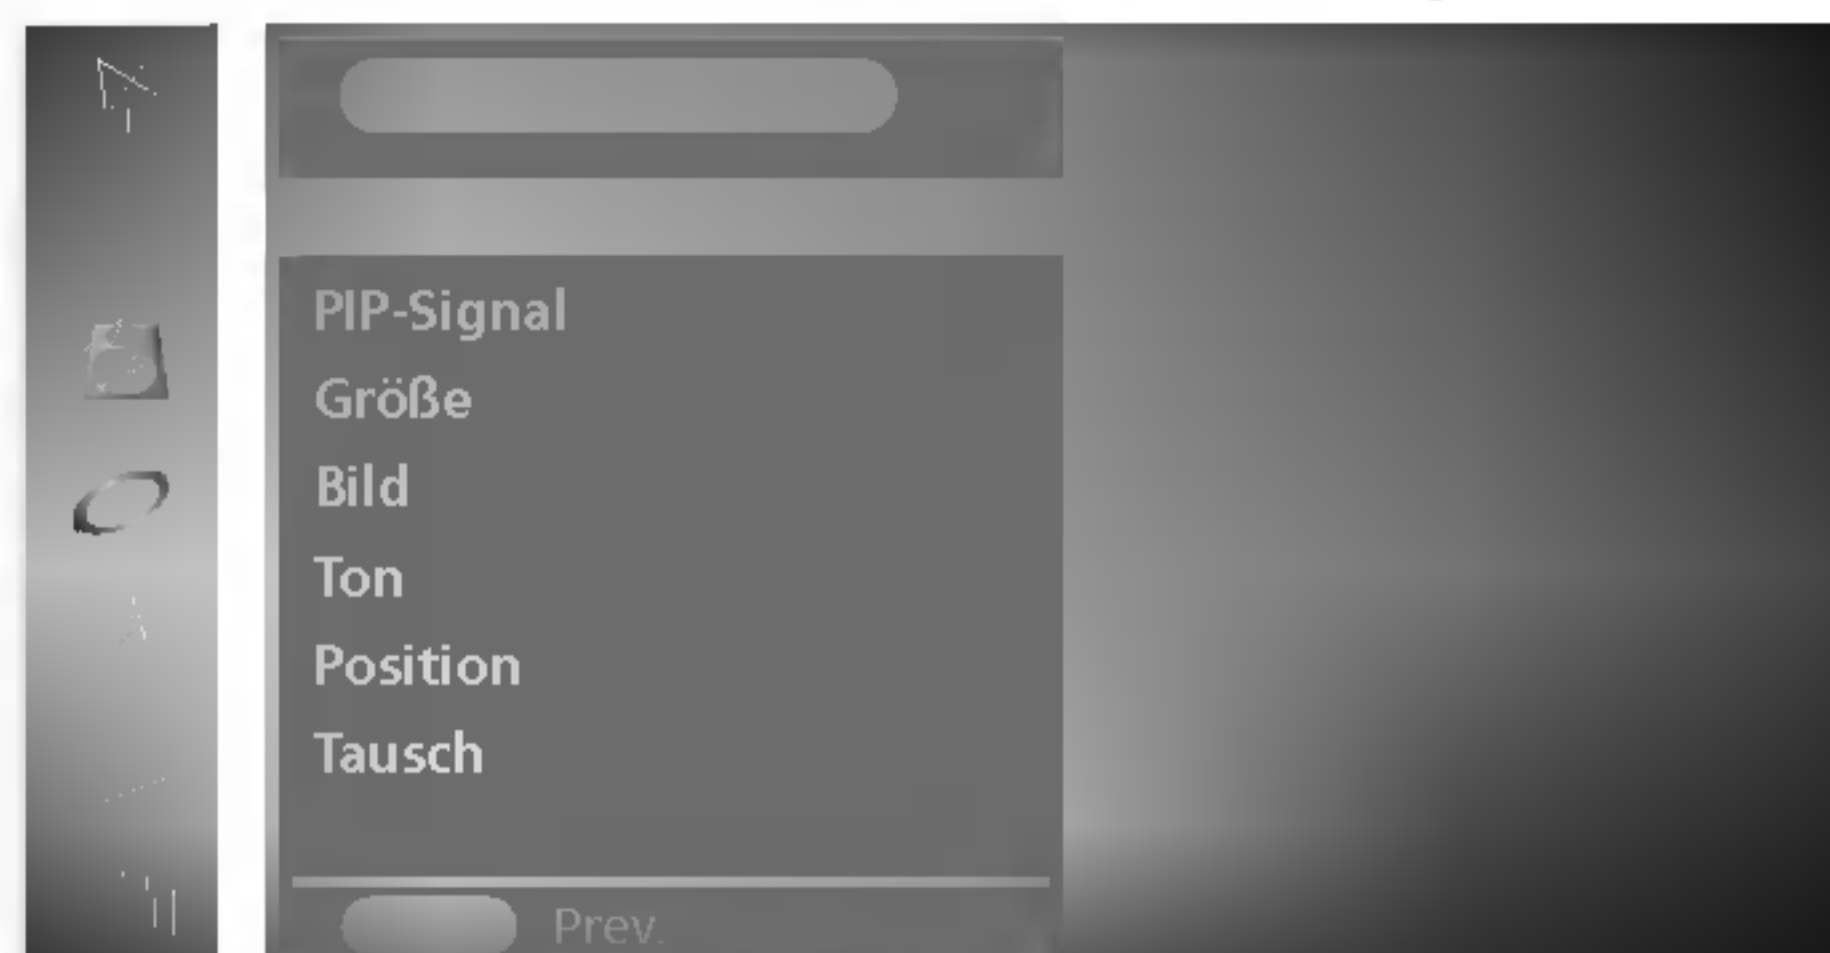 PIP-Signal
Größe
Bild
Ton
Position
Tausch
Prev.